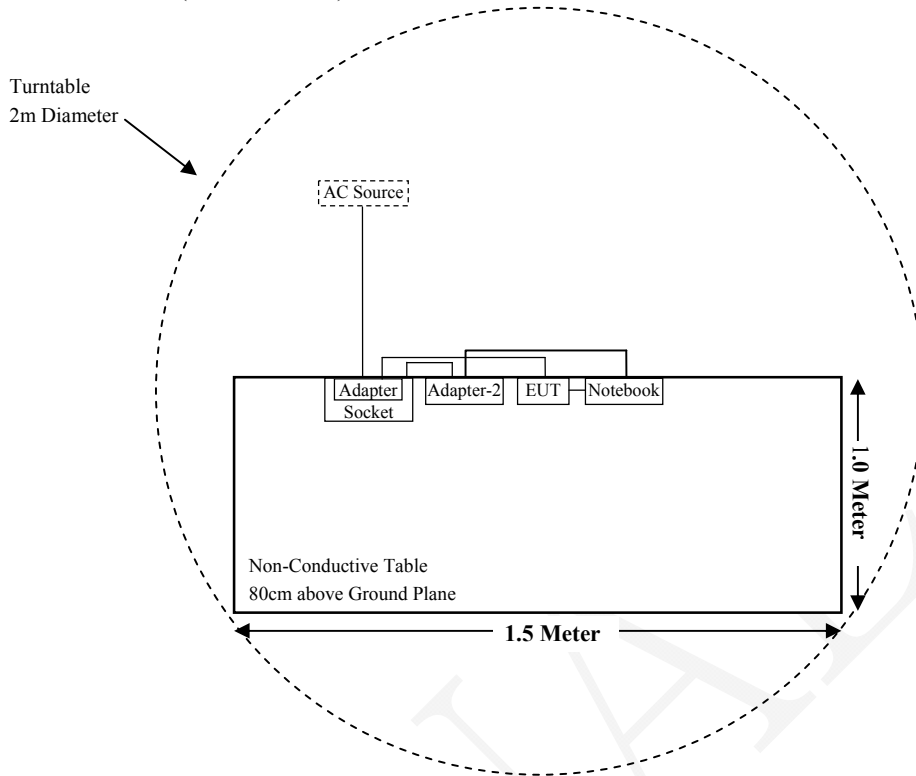 Turntable
2m Diameter
AC Source
Adapter
Socket
Adapter-2
EUT
Notebook
1.0 Meter
Non-Conductive Table
80cm above Ground Plane
1.5 Meter